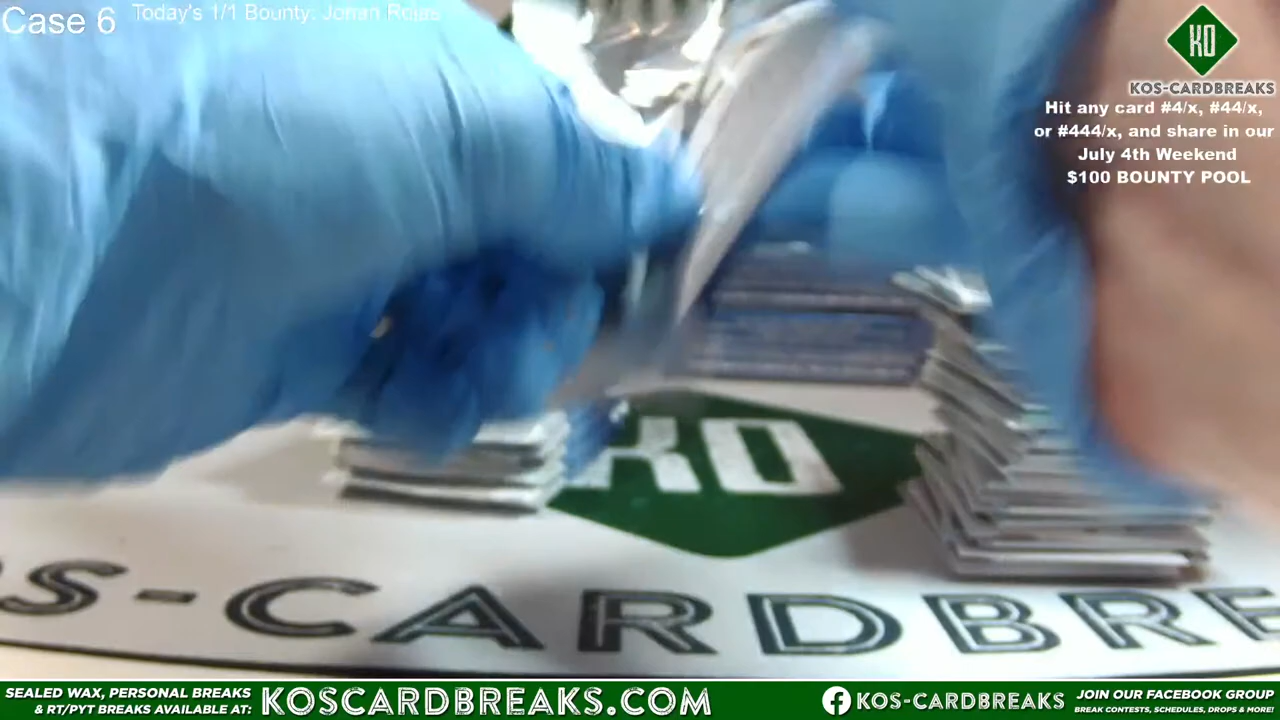 Case 6
Today's 1/1 Bounty: Johan Rojas
KO
KOS-CARDBREAKS
Hit any card #4/x, #44/x,
or #444/x, and share in our
July 4th Weekend
$100 BOUNTY POOL
KO
S-CARDBRE
SEALED WAX, PERSONAL BREAKS
& RT/PYT BREAKS AVAILABLE AT:
KOSCARDBREAKS.COM
KOS-CARDBREAKS
JOIN OUR FACEBOOK GROUP
BREAK CONTESTS, SCHEDULES, DROPS & MORE!